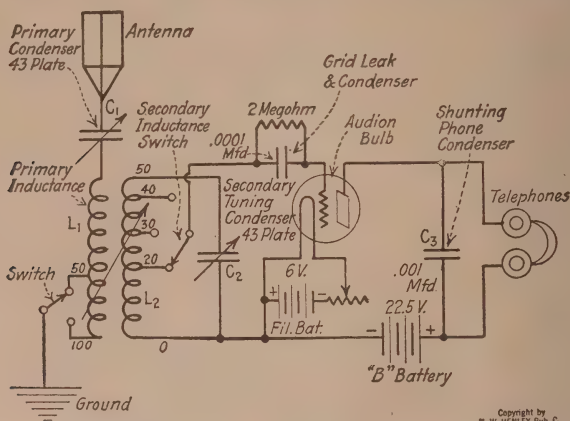 Primary
Condenser
43 Plate
Antenna
C1
Secondary
Inductance
Switch
2 Megohm
.0001
Mfd.
Grid Leak
& Condenser
Audion
Bulb
Shunting
Phone
Condenser
Primary
Inductance
L1
50
40
30
20
L2
0
Secondary
Tuning
Condenser
43 Plate
C2
Telephones
C3
.001
Mfd.
Switch
50
100
6 V.
+
-
Fil. Bat.
22.5 V.
-
+
"B" Battery
Ground
Copyright by